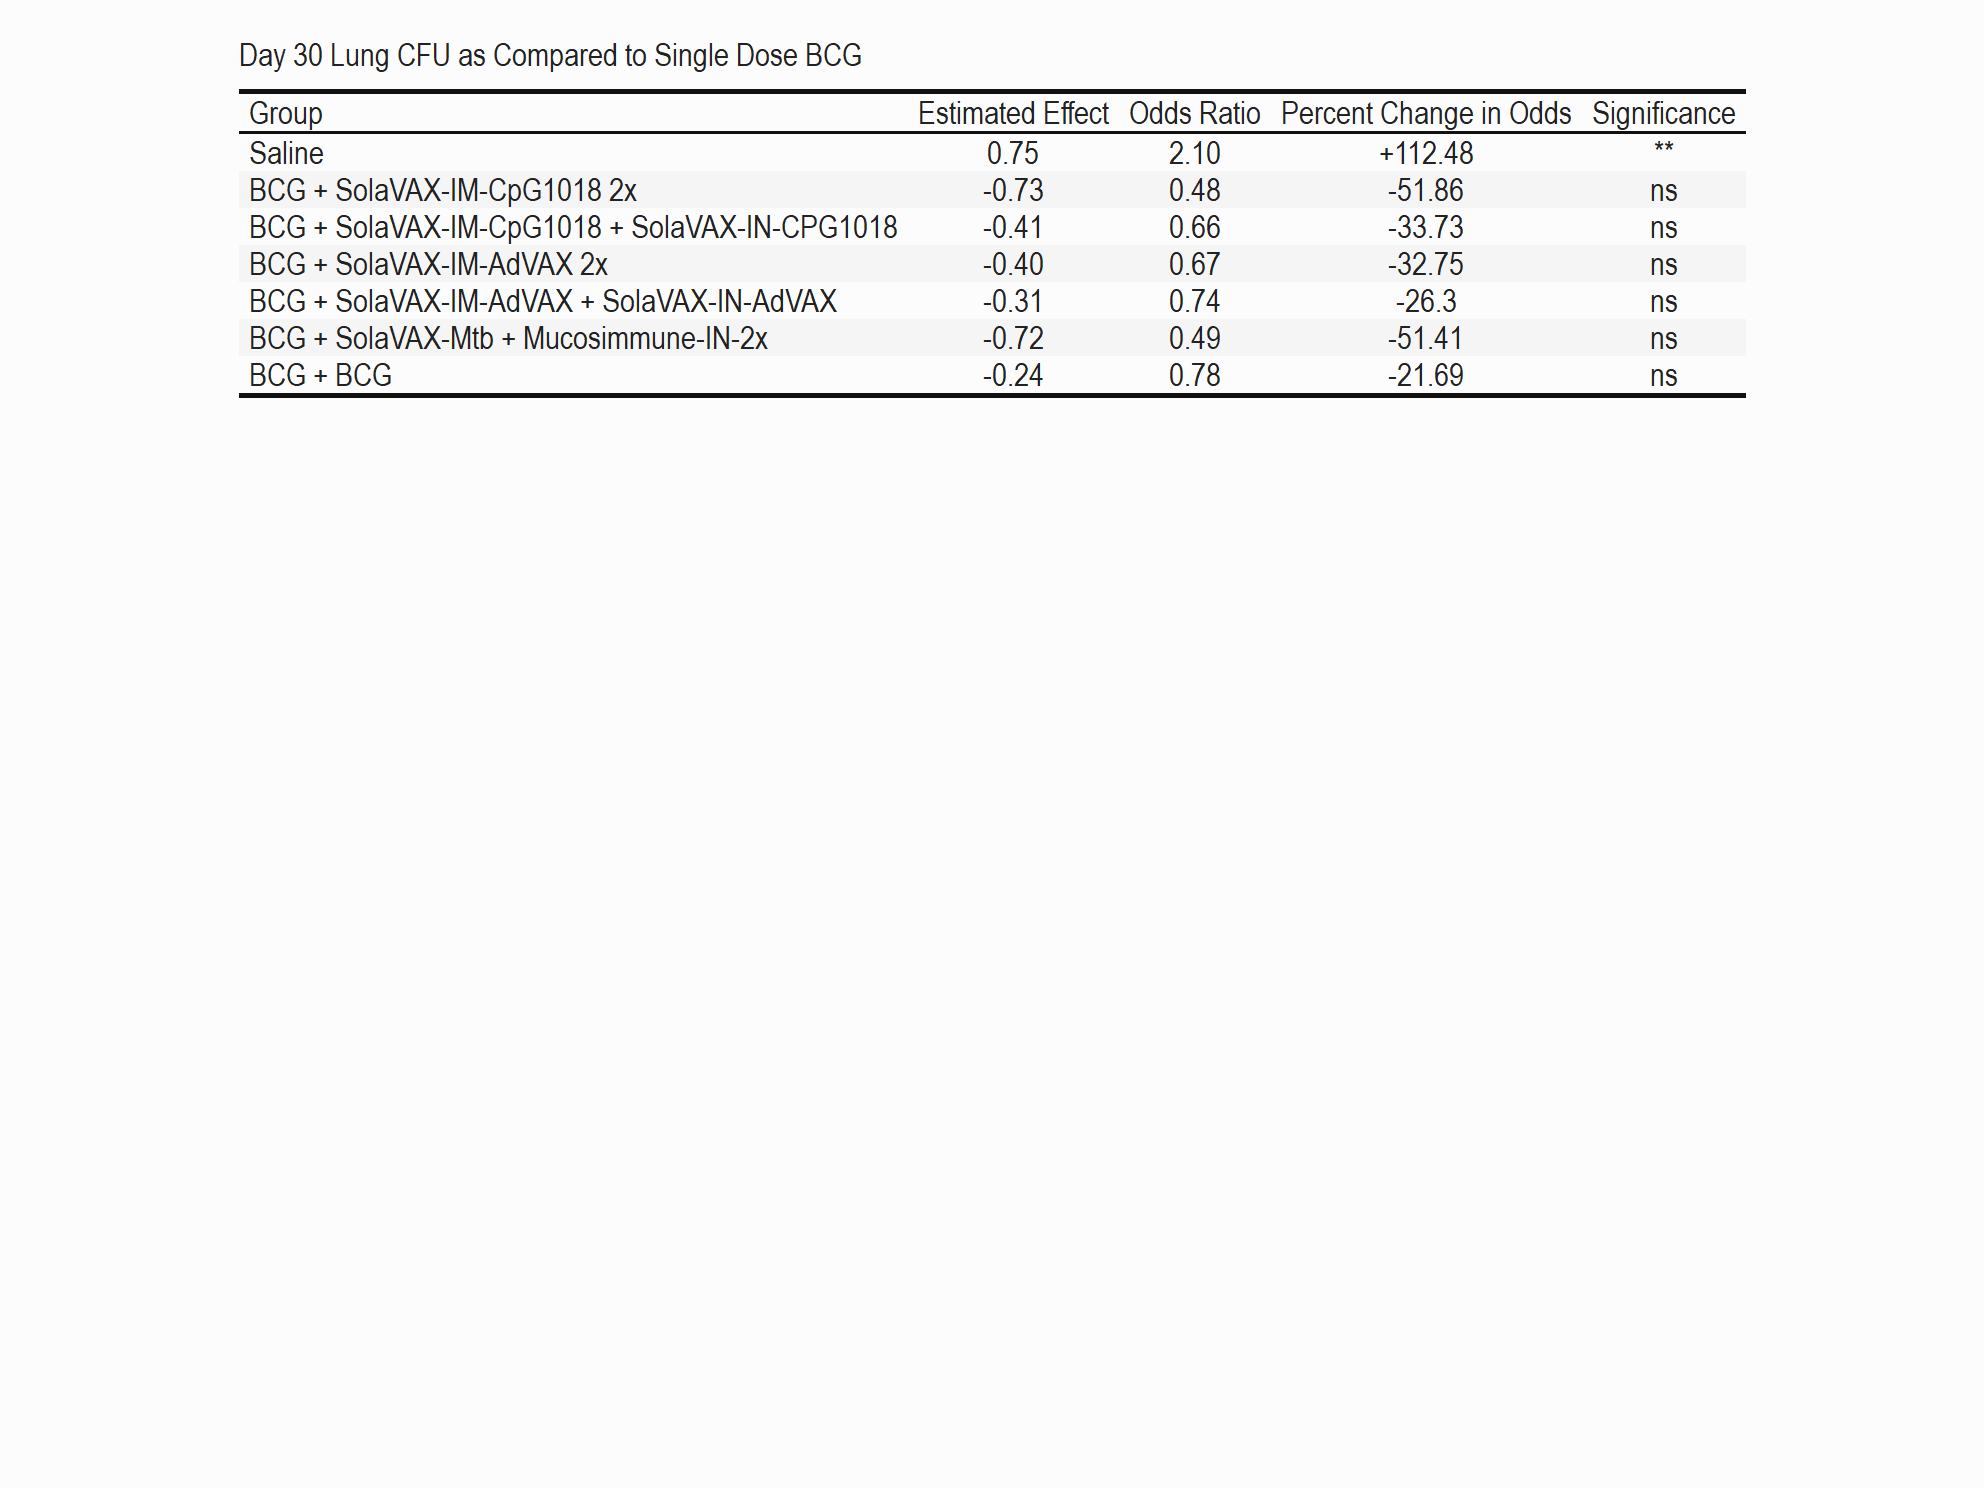 Day 30 Lung CFU as Compared to Single Dose BCG
Group Estimated Effect Odds Ratio Percent Change in Odds Significance
Saline 0.75 2.10 +112.48 **
BCG + SolaVAX-IM-CpG1018 2x -0.73 0.48 -51.86 ns
BCG + SolaVAX-IM-CpG1018 + SolaVAX-IN-CPG1018 -0.41 0.66 -33.73 ns
BCG + SolaVAX-IM-AdVAX 2x -0.40 0.67 -32.75 ns
BCG + SolaVAX-IM-AdVAX + SolaVAX-IN-AdVAX -0.31 0.74 -26.3 ns
BCG + SolaVAX-Mtb + Mucosimmune-IN-2x -0.72 0.49 -51.41 ns
BCG + BCG -0.24 0.78 -21.69 ns